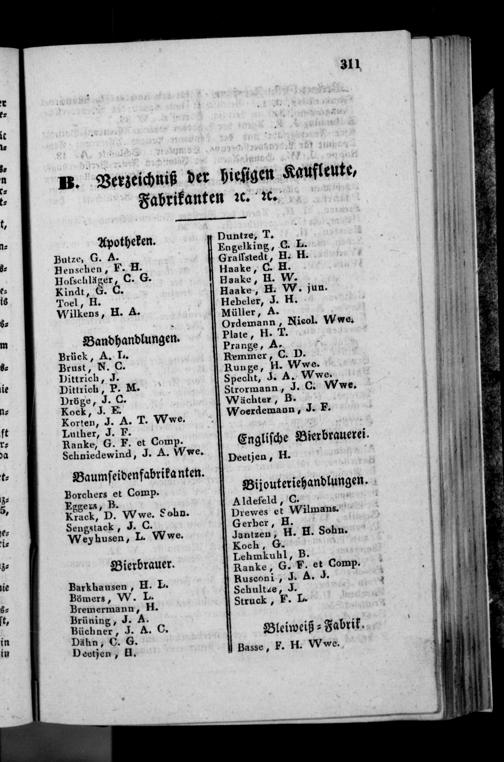 311
B. Verzeichniß der hiesigen Kaufleute,
Fabrikanten ꝛc. ꝛc.
Apotheken.
Butze, G. A.
Henschen, F. H.
Hofschläger, C. G.
Kindt, G. C.
Toel, H.
Wilkens, H. A.
Bandhandlungen.
Brück, A. L.
Brust, N. C.
Dittrich, J.
Dittrich, P. M.
Dröge, J. C.
Kock, J. E.
Korten, J. A. T. Wwe.
Luther, J. F.
Ranke, G. F. et Comp.
Schniedewind, J. A. Wwe.
Baumseidenfabrikanten.
Borchers et Comp.
Eggers, B.
Krack, D. Wwe. Sohn.
Sengstack, J. C.
Weyhusen, L. Wwe.
Bierbrauer.
Barkhausen, H. L.
Bömers, W. L.
Bremermann, H.
Brüning, J. A.
Büchner, J. A. C.
Dähn, C. G.
Deetjen, H.
Duntze, T.
Engelking, C. L.
Gralfstedt, H. H.
Haake, C. H.
Haake, H. W.
Haake, H. W. jun.
Hebeler, J. H.
Müller, A.
Ordemann, Nicol. Wwe.
Plate, H. T.
Prange, A.
Remmer, C. D.
Runge, H. Wwe.
Specht, J. A. Wwe.
Strormann, J. C. Wwe.
Wächter, B.
Woerdemann, J. F.
Englische Bierbrauerei.
Deetjen, H.
Bijouteriehandlungen.
Aldefeld, C.
Drewes et Wilmans.
Gerber, H.
Jantzen, H. H. Sohn.
Koch, G.
Lehmkuhl, B.
Ranke, G. F. et Comp.
Rusconi, J. A. J.
Schultze, J.
Struck, F. L.
Bleiweiß-Fabrik.
Basse, F. H. Wwe.